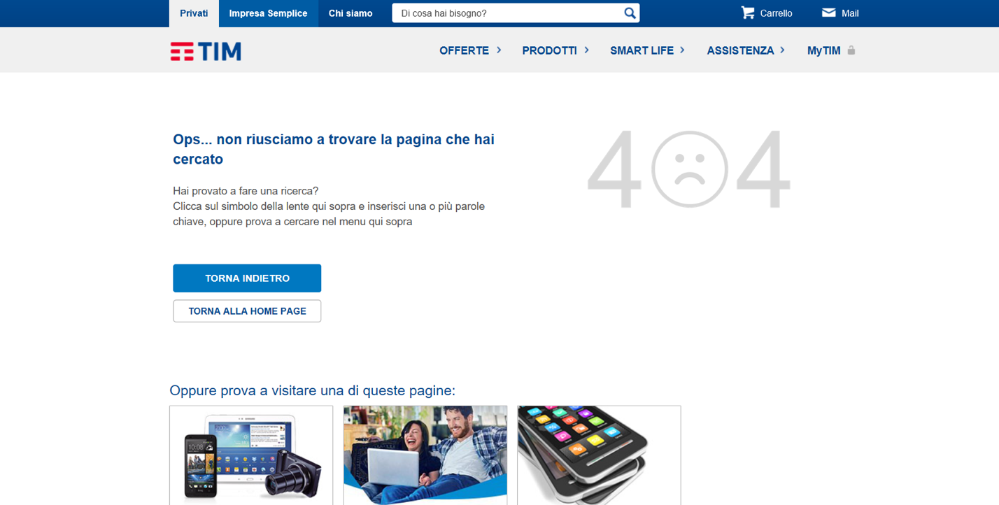 Privati
Impresa Semplice
Chi siamo
Di cosa hai bisogno?
Carrello
Mail
TIM
OFFERTE
PRODOTTI
SMART LIFE
ASSISTENZA
MyTIM
Ops... non riusciamo a trovare la pagina che hai
cercato
4 4
Hai provato a fare una ricerca?
Clicca sul simbolo della lente qui sopra e inserisci una o più parole
chiave, oppure prova a cercare nel menu qui sopra
TORNA INDIETRO
TORNA ALLA HOME PAGE
Oppure prova a visitare una di queste pagine:
10:08